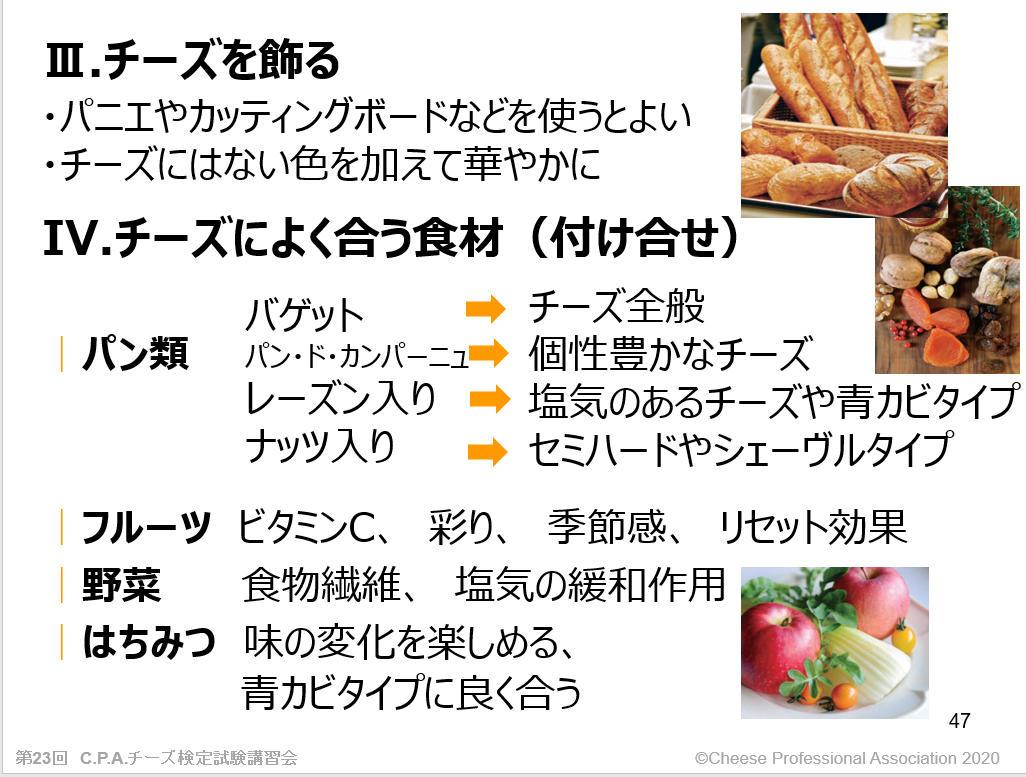 Ⅲ.チーズを飾る
・パニエやカッティングボードなどを使うとよい
・チーズにはない色を加えて華やかに
Ⅳ.チーズによく合う食材（付け合せ）
パン類
バゲット ➡ チーズ全般
パン・ド・カンパーニュ ➡ 個性豊かなチーズ
レーズン入り ➡ 塩気のあるチーズや青カビタイプ
ナッツ入り ➡ セミハードやシェーヴルタイプ
フルーツ ビタミンC、 彩り、 季節感、 リセット効果
野菜 食物繊維、 塩気の緩和作用
はちみつ 味の変化を楽しめる、
青カビタイプに良く合う
47
第23回 C.P.A.チーズ検定試験講習会
©Cheese Professional Association 2020